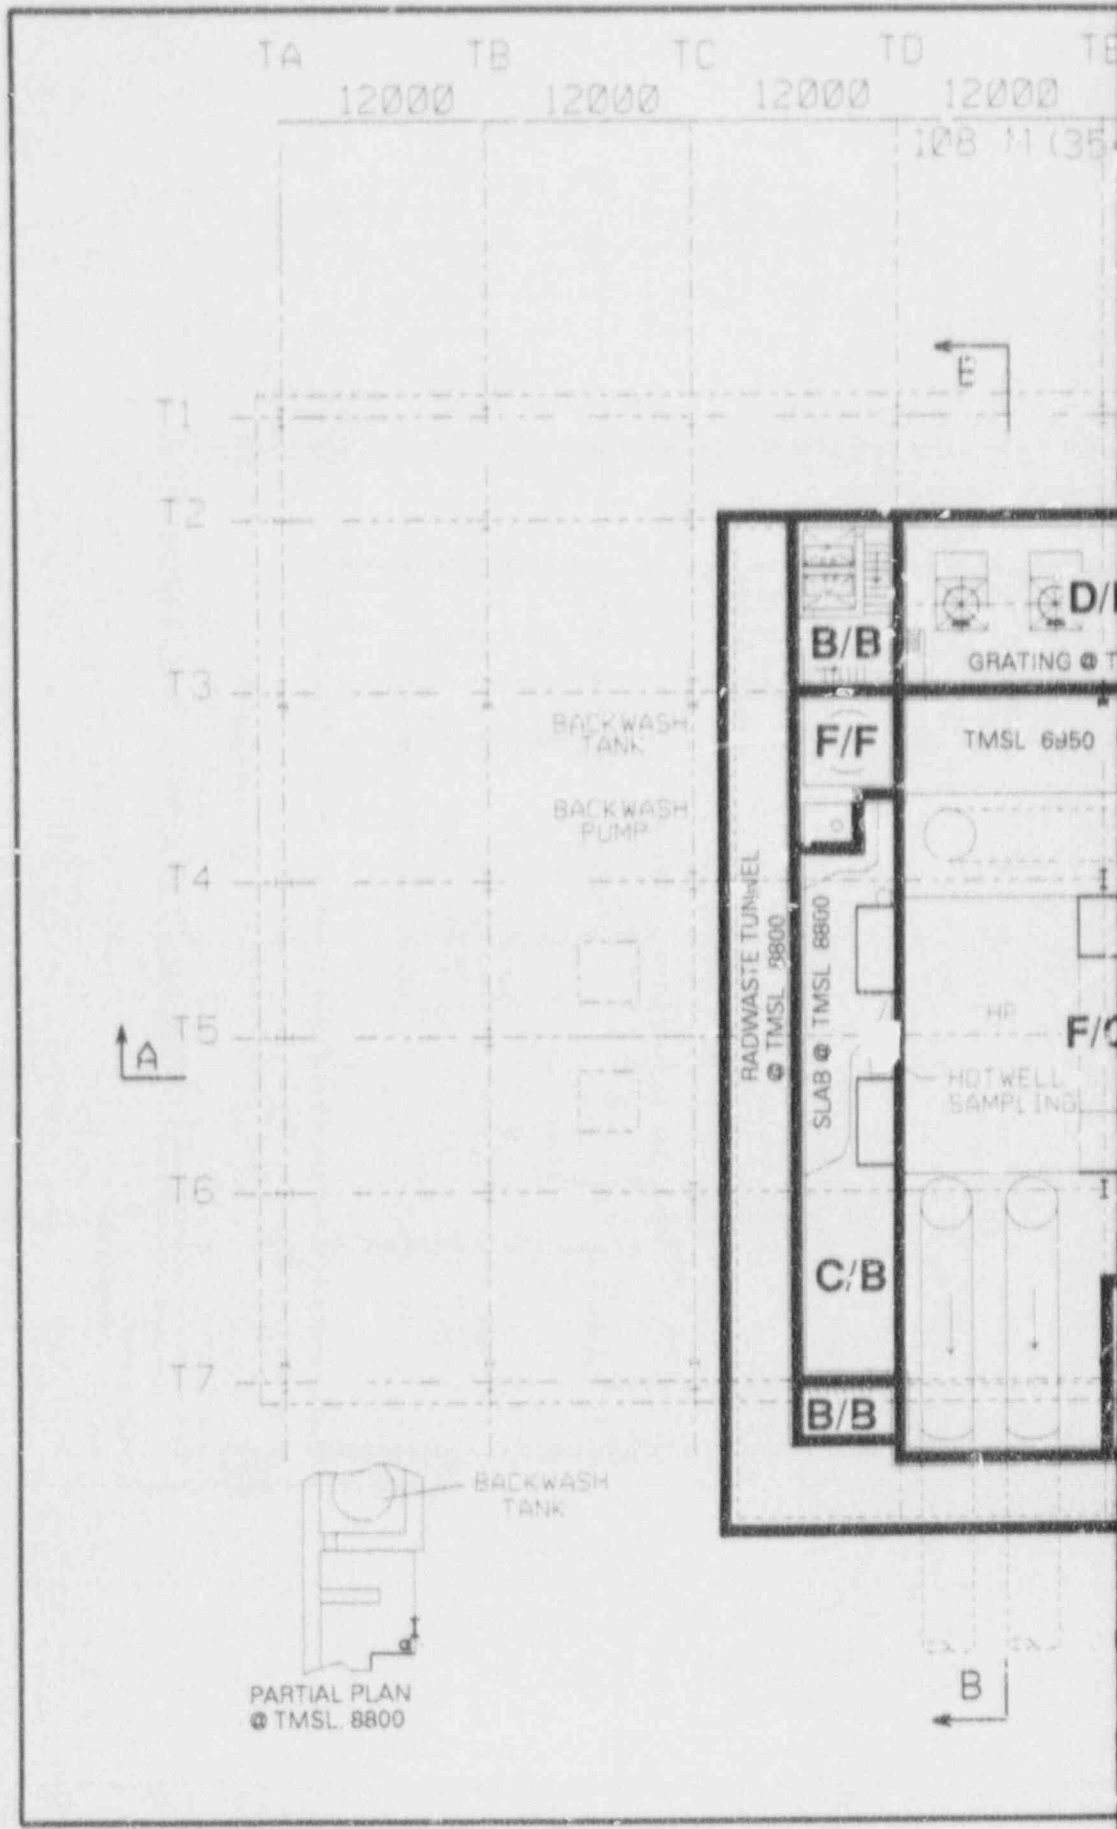 TA TB TC TD
12000 12000 12000 12000
108 M (35
E
T1
T2
D/
B/B
GRATING @ T
T3
BACKWASH
TANK
F/F
TMSL 6950
BACKWASH
PUMP
T4
RADWASTE TUNNEL
@ TMSL 8800
SLAB @ TMSL 8800
HP
T5
A
F/
HOTWELL
SAMPLING
T6
C/B
T7
B/B
BACKWASH
TANK
PARTIAL PLAN
@ TMSL. 8800
B